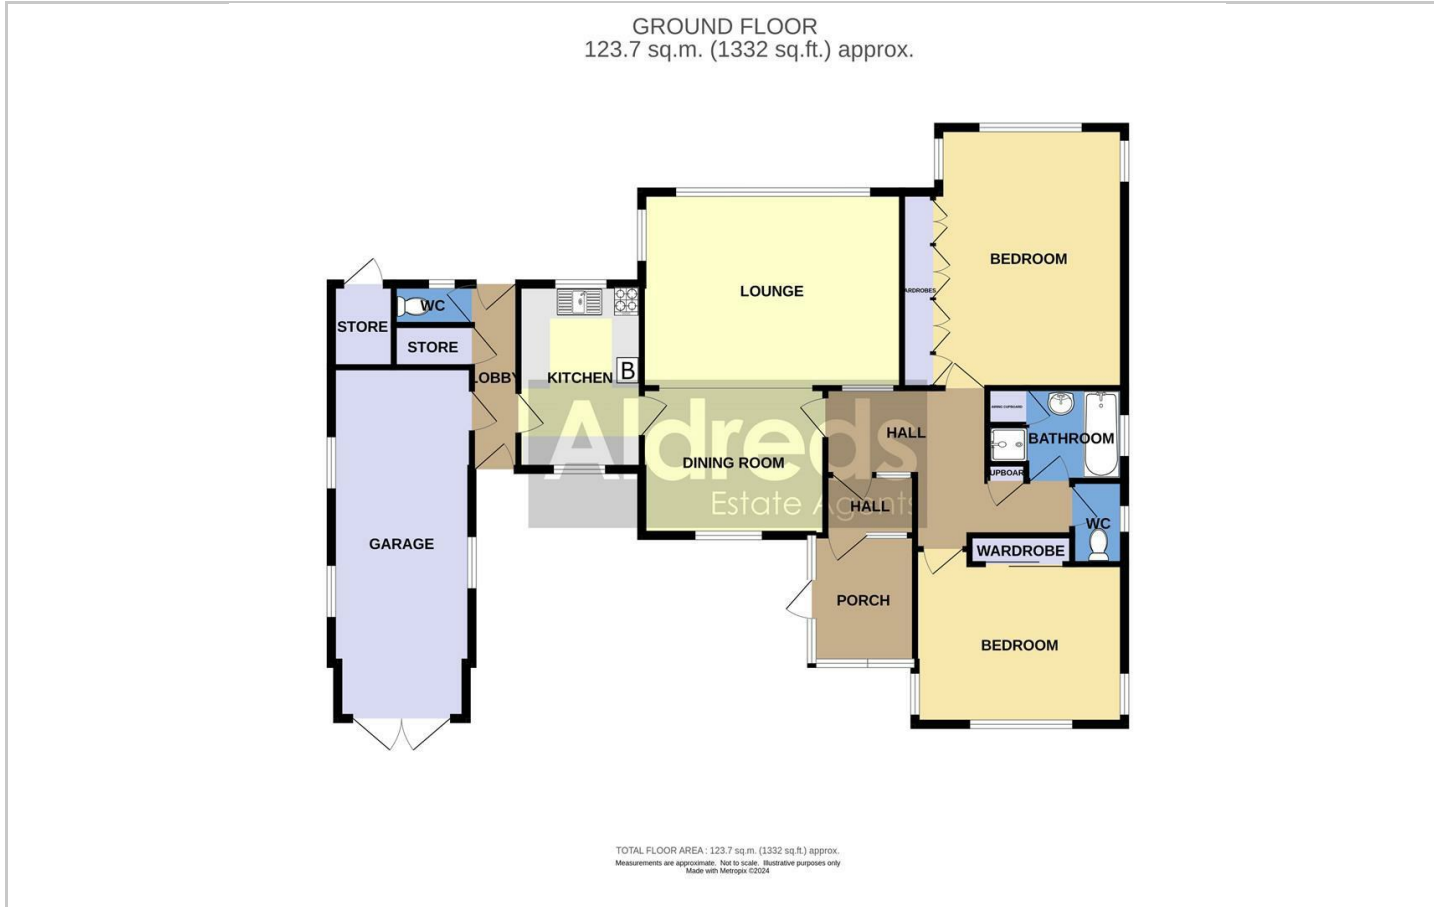 GROUND FLOOR
123.7 sq.m. (1332 sq.ft.) approx.
BEDROOM
LOUNGE
ARDROBES
WC
STORE
STORE
LOBBY
KITCHEN
B
Aldreds
Estate Agents
HALL
BATHROOM
DINING ROOM
UPBOAR
HALL
WC
GARAGE
WARDROBE
PORCH
BEDROOM
TOTAL FLOOR AREA : 123.7 sq.m. (1332 sq.ft.) approx.
Measurements are approximate. Not to scale. Illustrative purposes only
Made with Metropix ©2024